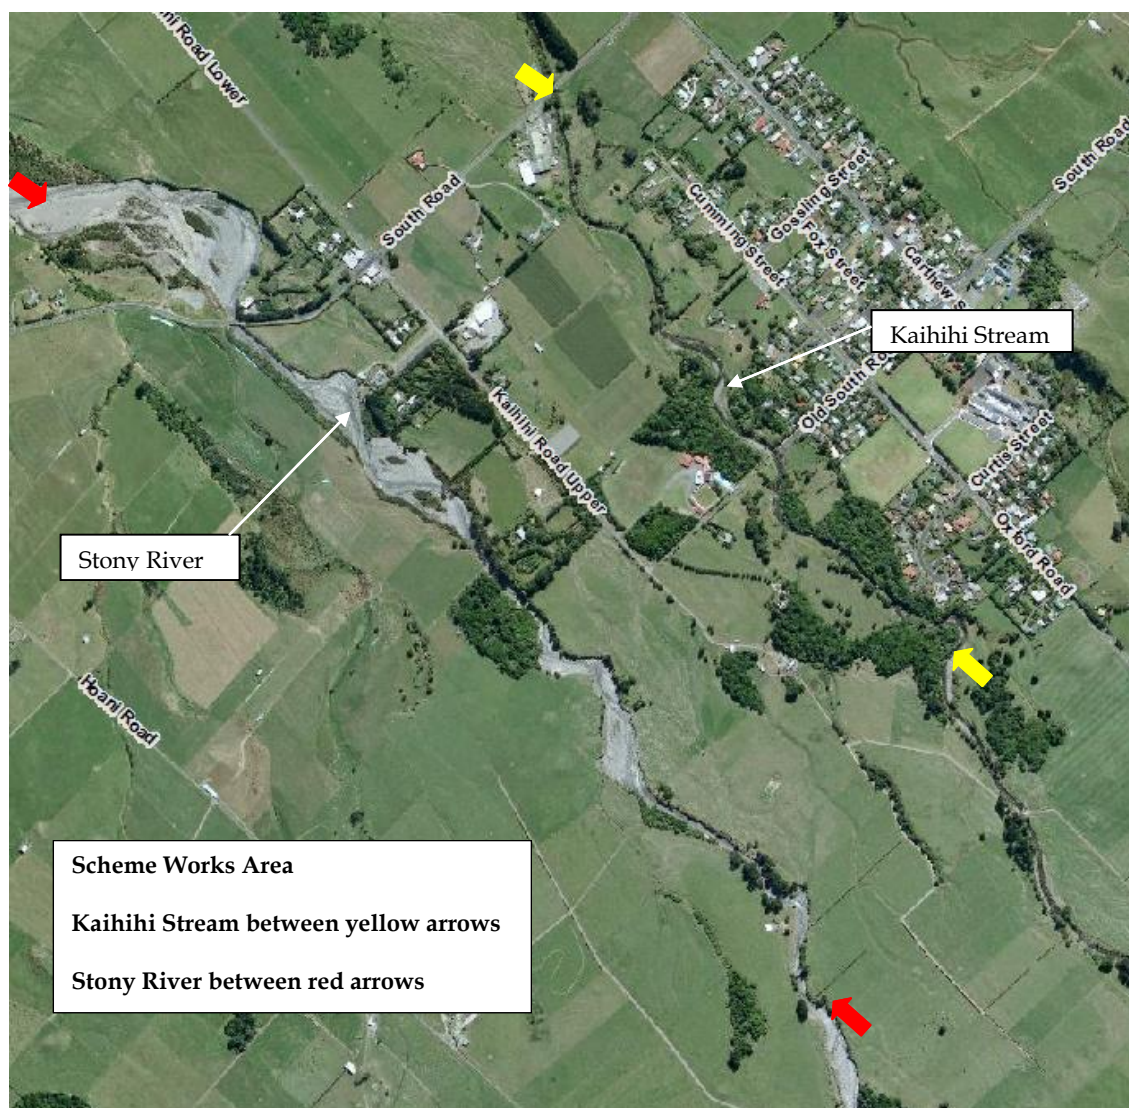 ni Road Lower
South Road
South Road
Gossling Street
Cumming Street
Fox Street
Carthew S
Kaihihi Stream
Old South Ro
Kaihihi Road Upper
Curtis Street
Oxford Road
Stony River
Hoani Road
Scheme Works Area
Kaihihi Stream between yellow arrows
Stony River between red arrows